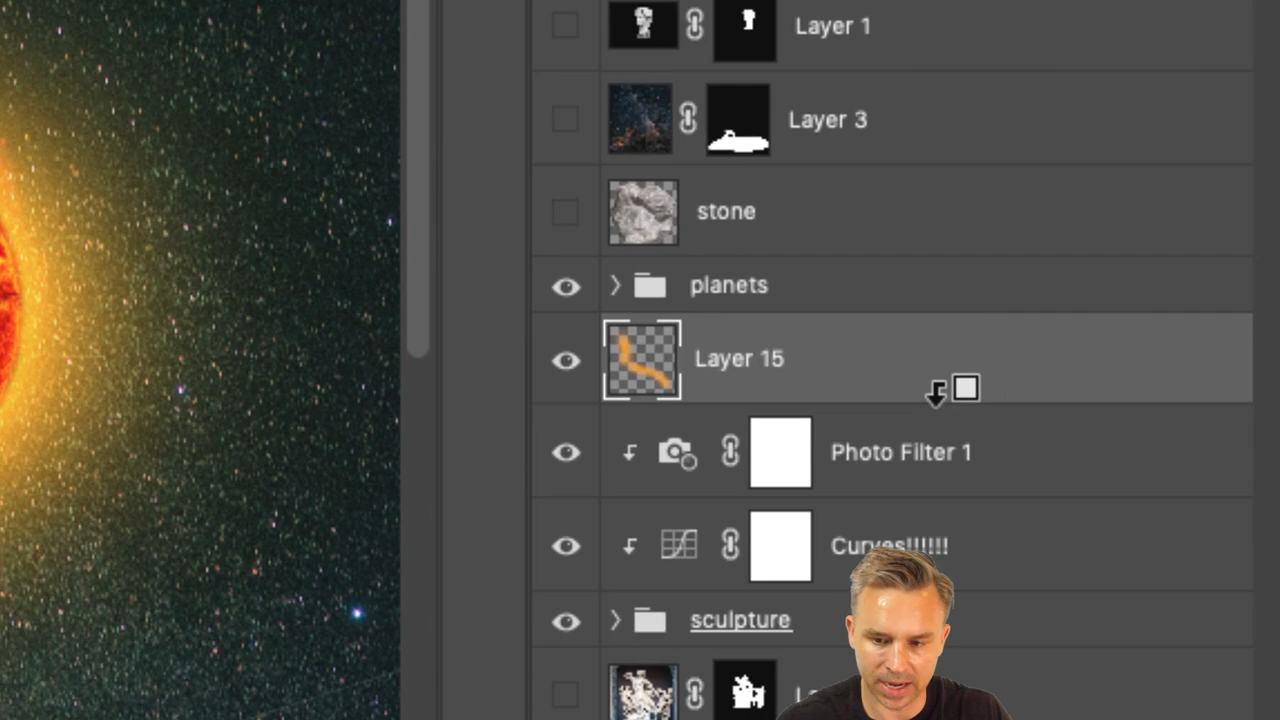 Layer 1
Layer 3
stone
planets
Layer 15
Photo Filter 1
Curves!!!!!!
sculpture